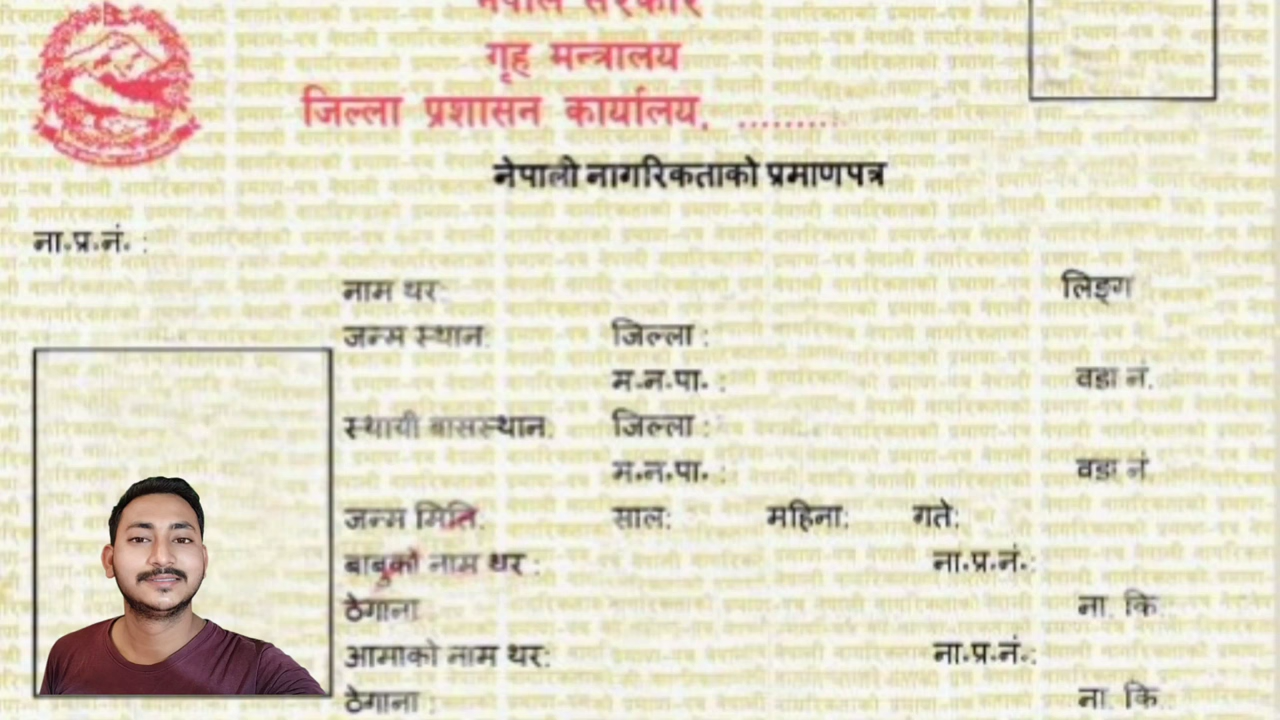 नेपाल सरकार
गृह मन्त्रालय
जिल्ला प्रशासन कार्यालय, ..........
नेपाली नागरिकताको प्रमाणपत्र
ना.प्र.नं. :
नाम थर: लिङ्ग
जन्म स्थान: जिल्ला :
म.न.पा. : वडा नं.
स्थायी बासस्थान: जिल्ला :
म.न.पा. : वडा नं
जन्म मिति: साल: महिना: गते:
बाबुको नाम थर : ना.प्र.नं.:
ठेगाना ना. कि.
आमाको नाम थर: ना.प्र.नं.:
ठेगाना : ना. कि.